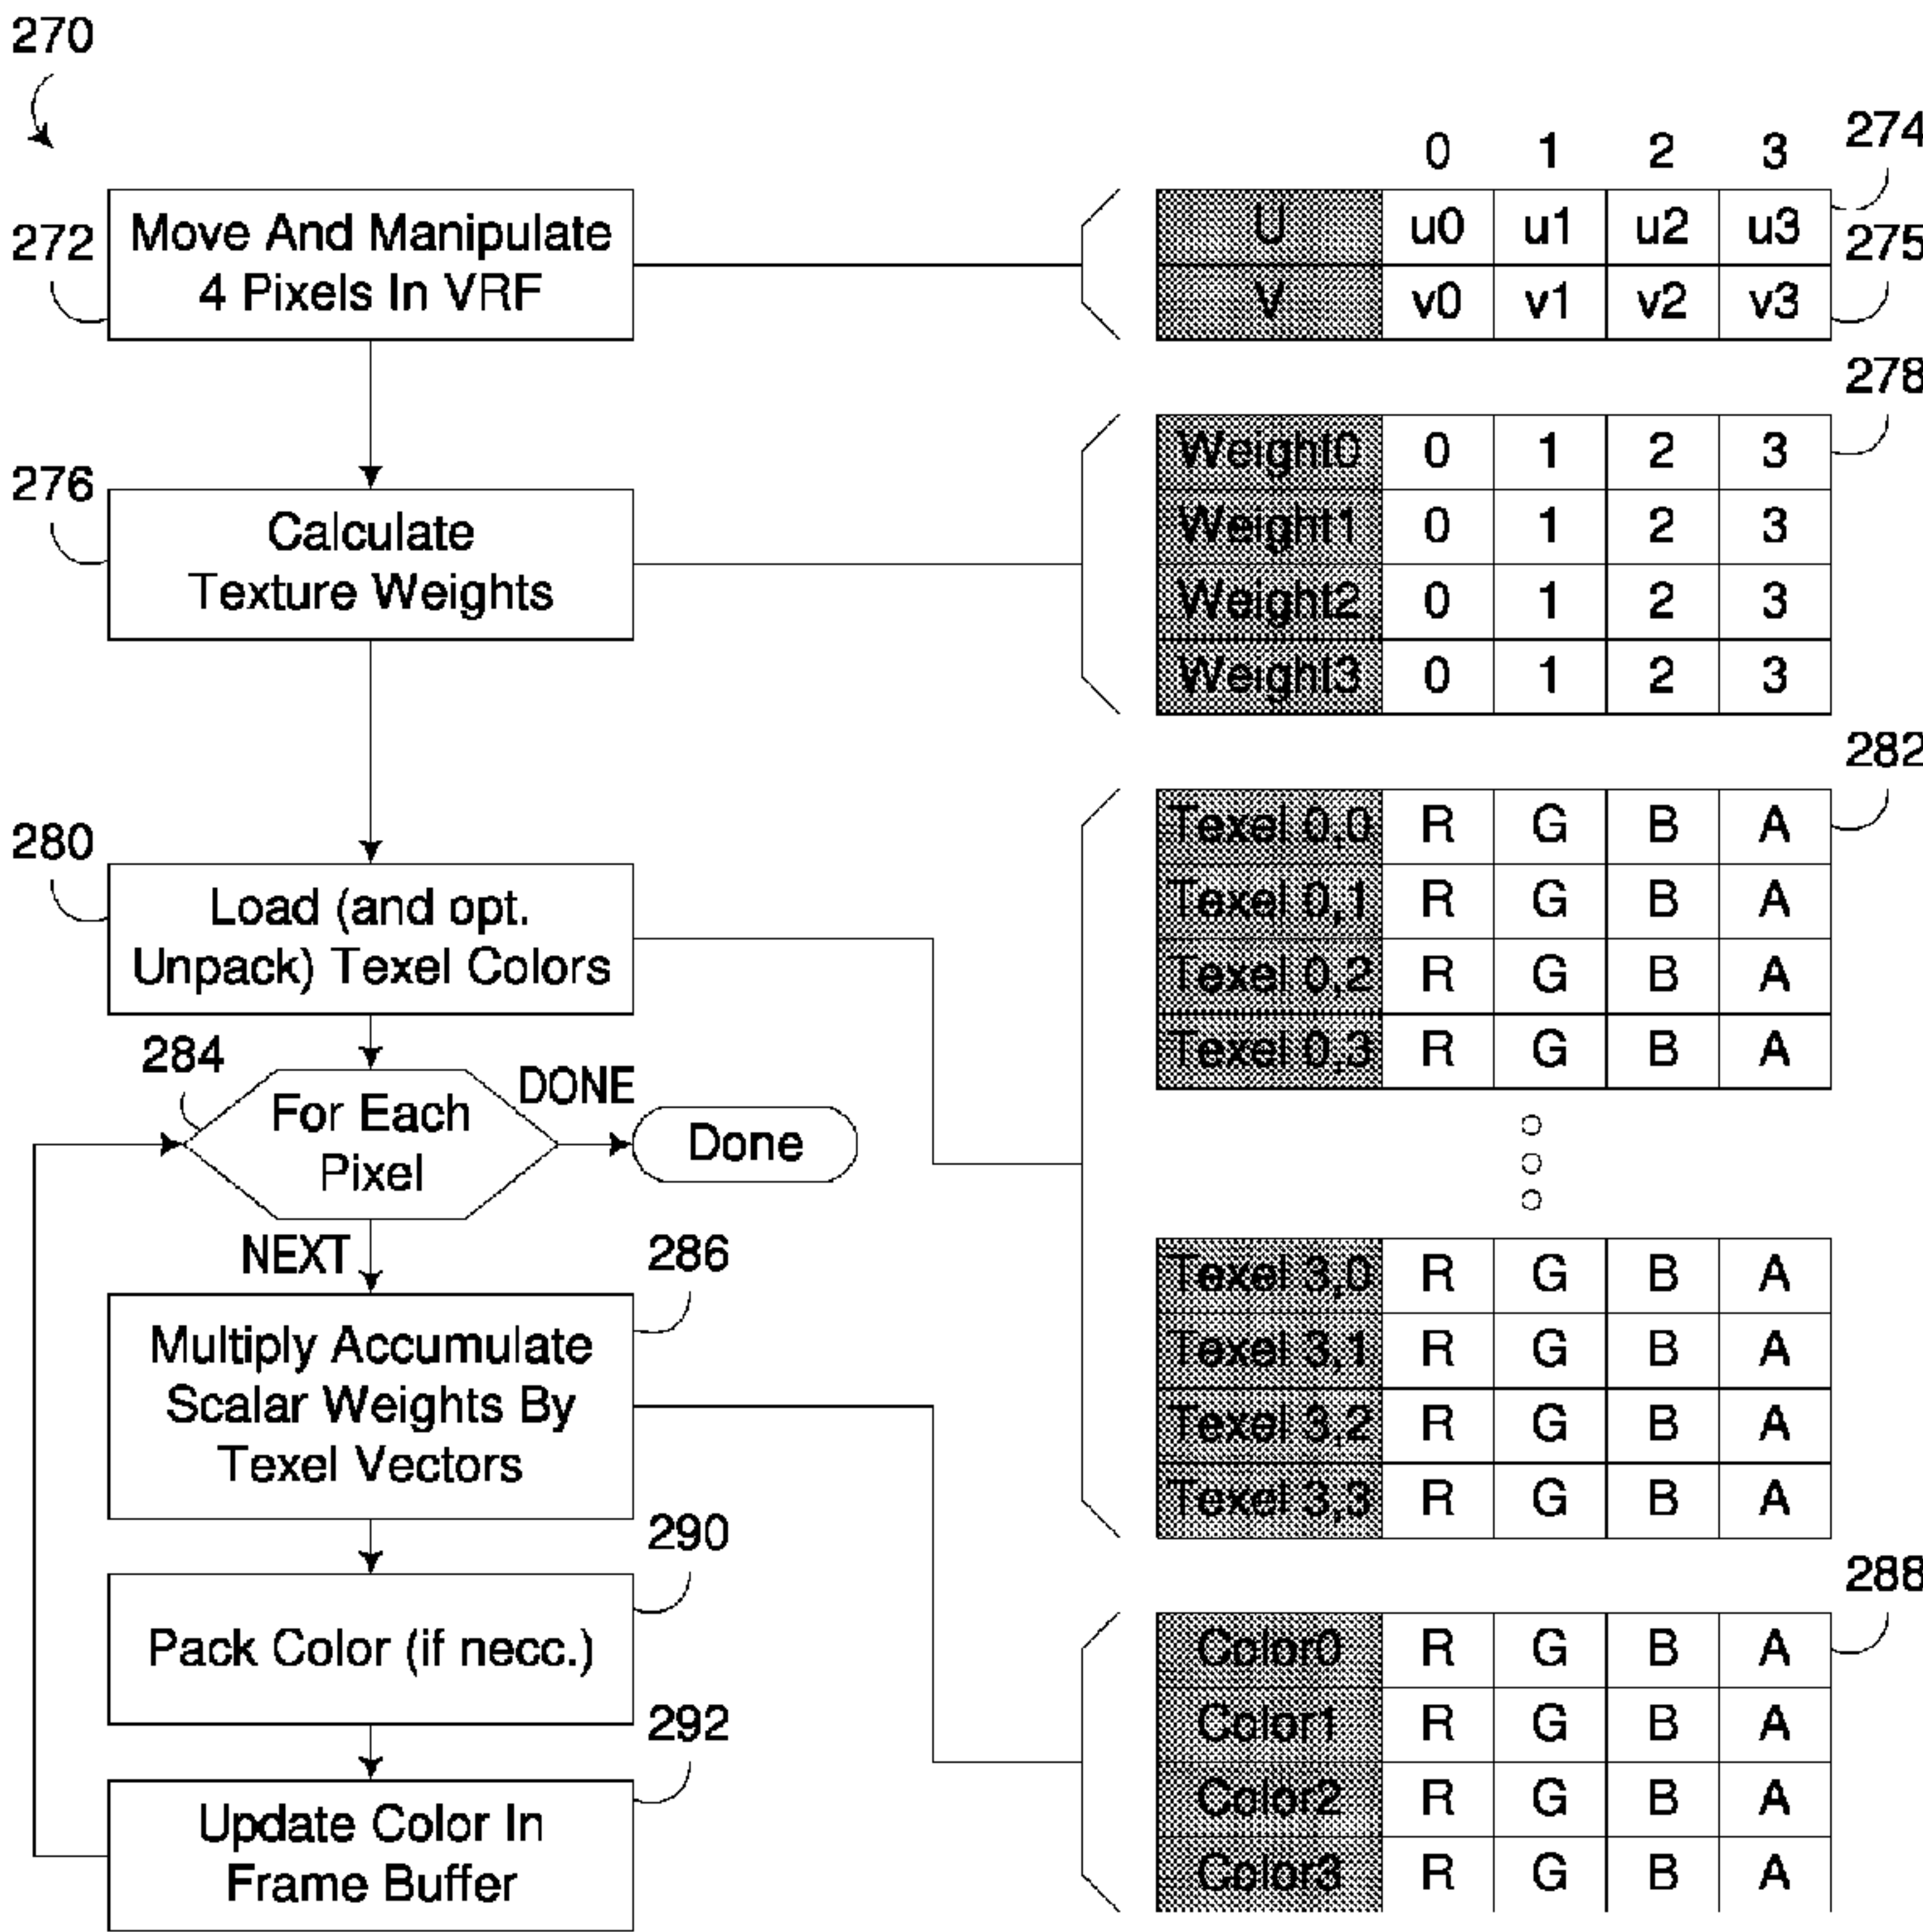 270
272
Move And Manipulate
4 Pixels In VRF
0 1 2 3
274
U u0 u1 u2 u3
275
V v0 v1 v2 v3
276
Calculate
Texture Weights
278
Weight0 0 1 2 3
Weight1 0 1 2 3
Weight2 0 1 2 3
Weight3 0 1 2 3
280
Load (and opt.
Unpack) Texel Colors
282
Texel 0,0 R G B A
Texel 0,1 R G B A
Texel 0,2 R G B A
Texel 0,3 R G B A
Texel 3,0 R G B A
Texel 3,1 R G B A
Texel 3,2 R G B A
Texel 3,3 R G B A
284
For Each
Pixel
DONE
Done
NEXT
286
Multiply Accumulate
Scalar Weights By
Texel Vectors
288
Color0 R G B A
Color1 R G B A
Color2 R G B A
Color3 R G B A
290
Pack Color (if necc.)
292
Update Color In
Frame Buffer